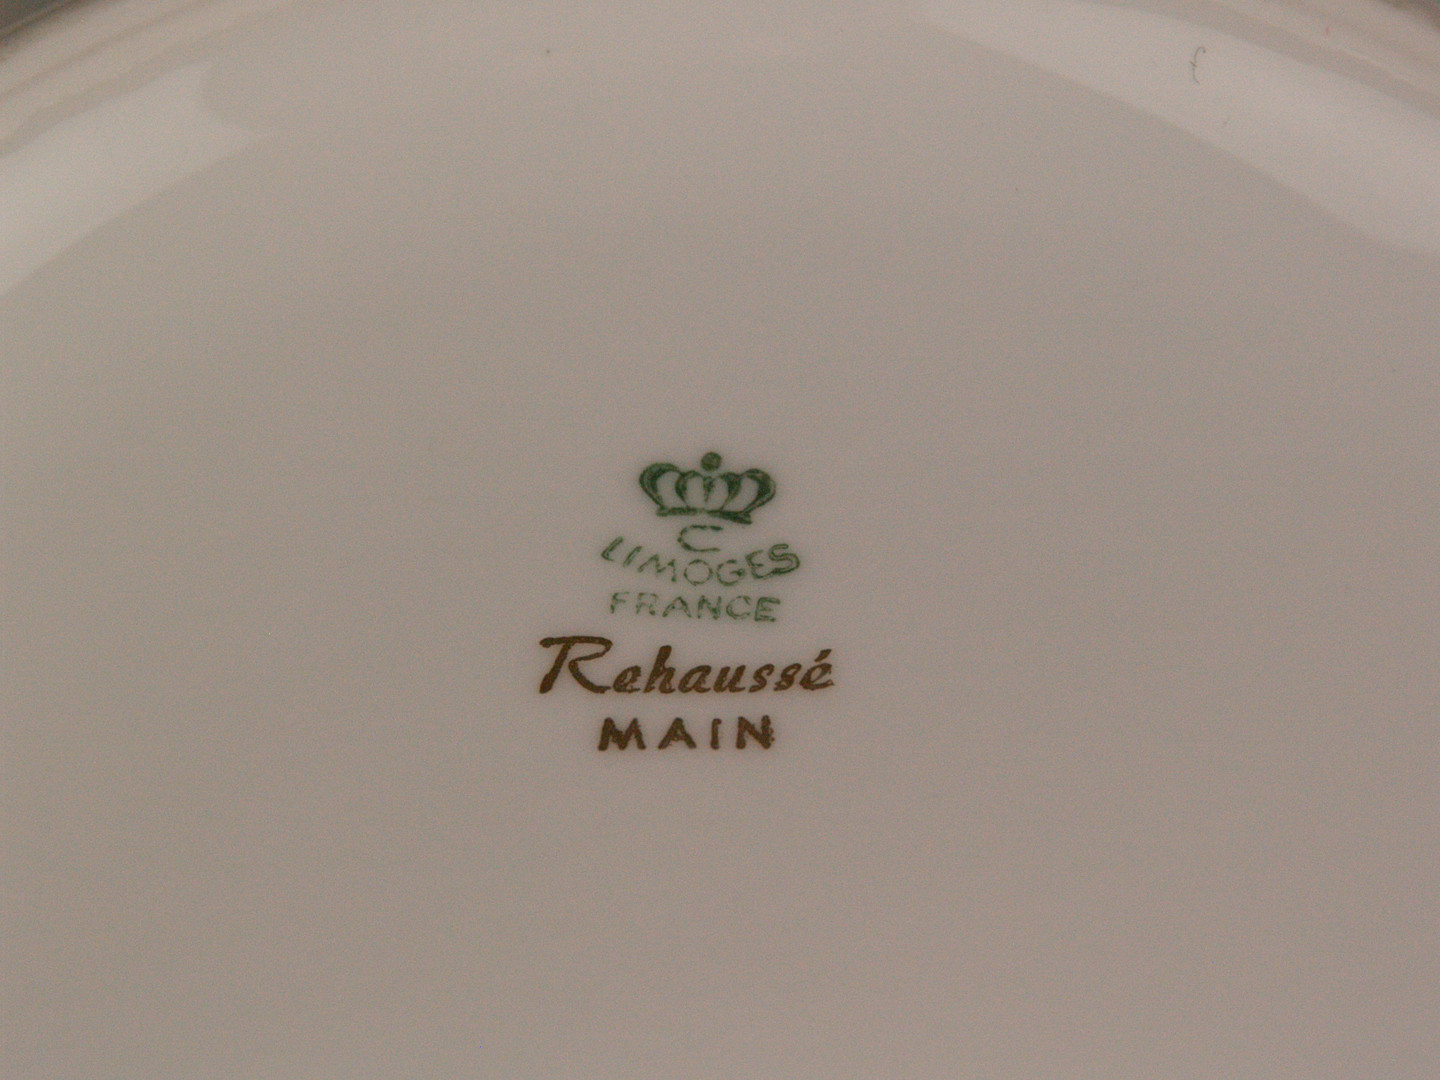 C
LIMOGES
FRANCE
Rehaussé
MAIN